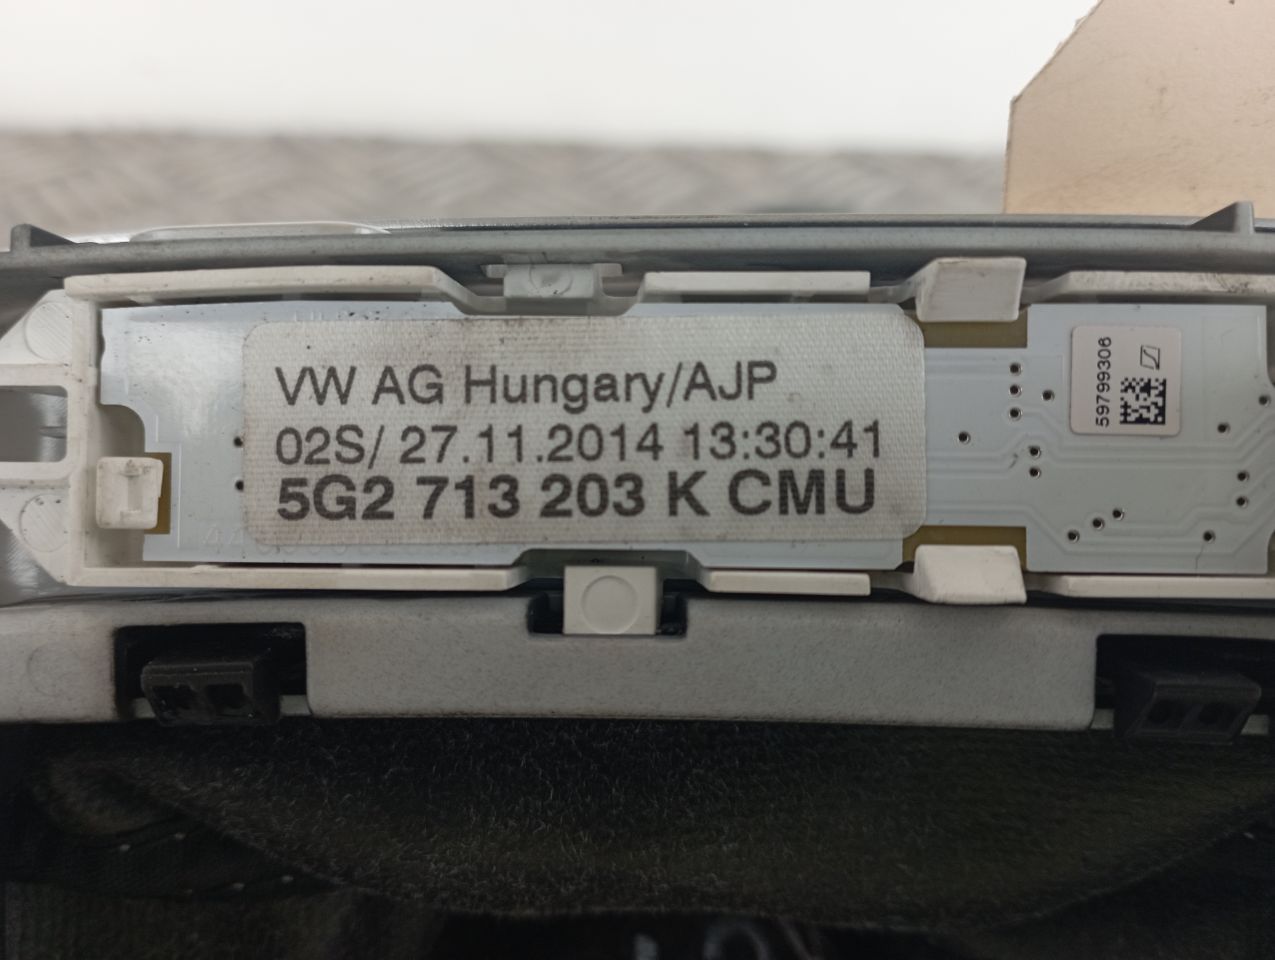 VW AG Hungary/AJP
02S/ 27.11.2014 13:30:41
5G2 713 203 K CMU
59799306